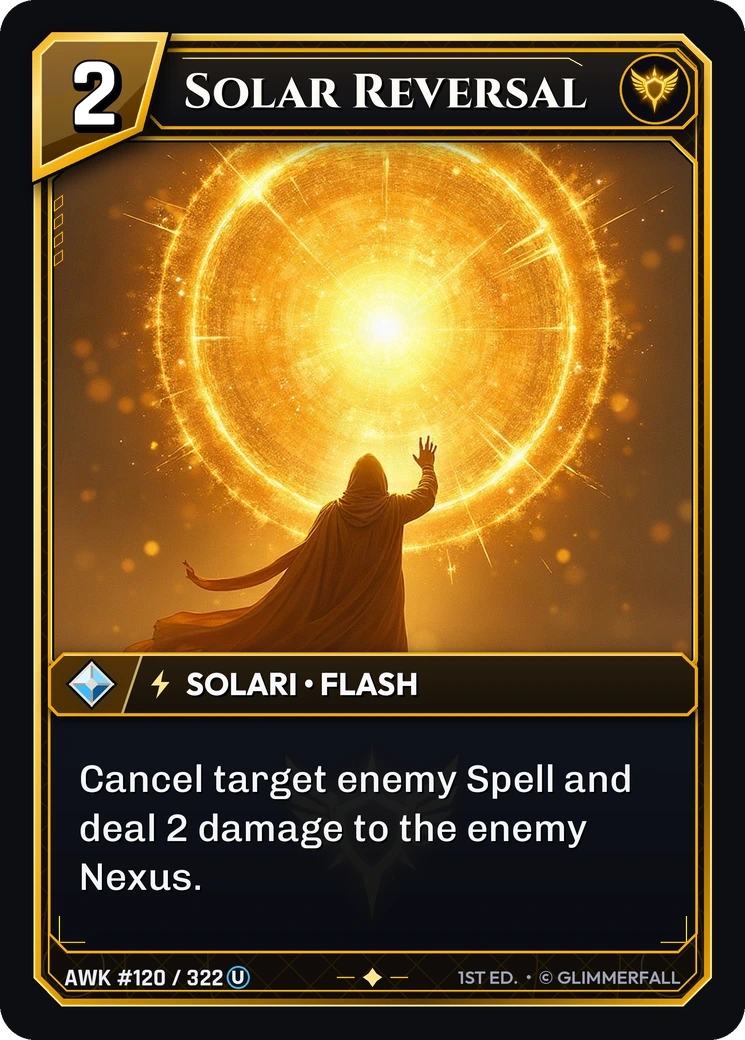 2
SOLAR REVERSAL
SOLARI • FLASH
Cancel target enemy Spell and
deal 2 damage to the enemy
Nexus.
AWK #120 / 322 U
1ST ED. • © GLIMMERFALL